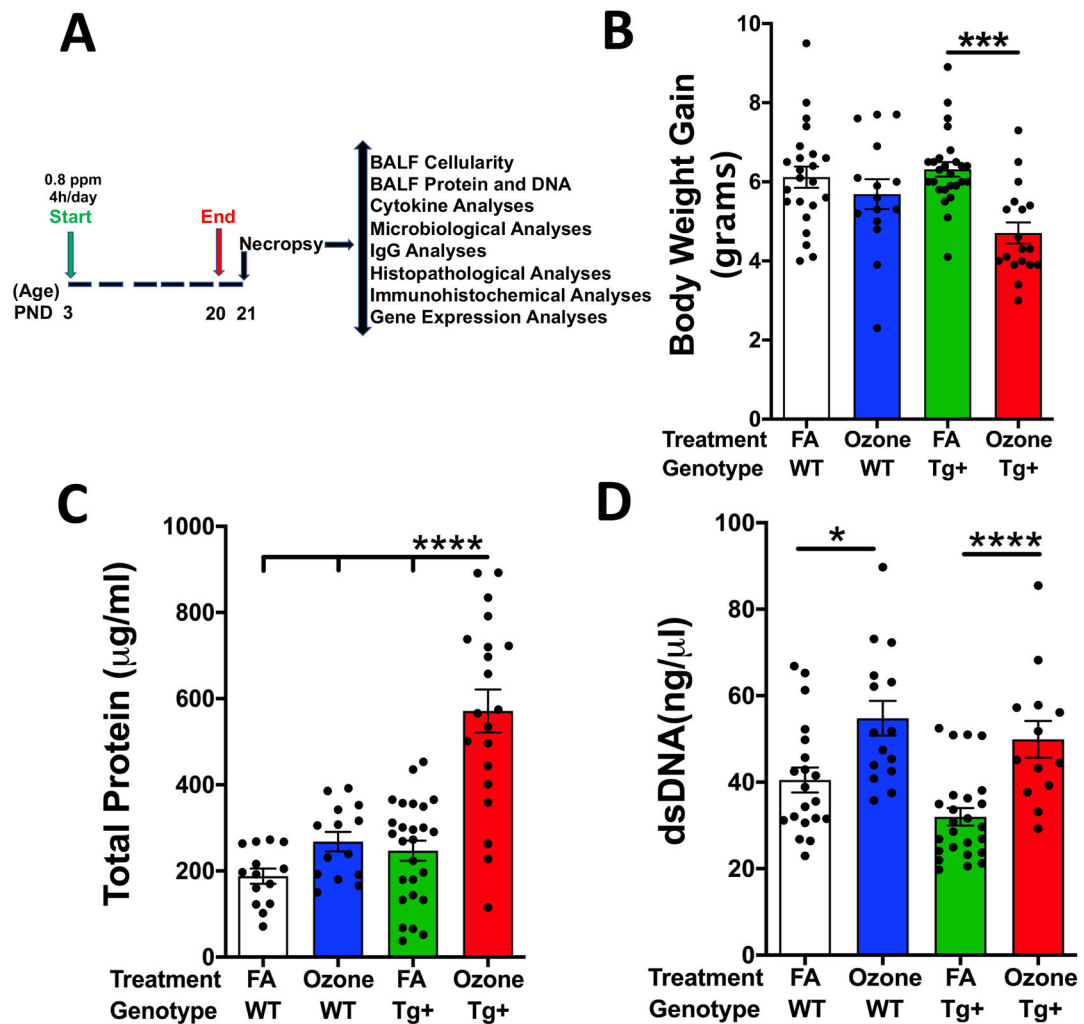 A
0.8 ppm
4h/day
Start
End
Necropsy
(Age)
PND 3 20 21
BALF Cellularity
BALF Protein and DNA
Cytokine Analyses
Microbiological Analyses
IgG Analyses
Histopathological Analyses
Immunohistochemical Analyses
Gene Expression Analyses
B
Body Weight Gain
(grams)
10
8
6
4
2
0
***
Treatment FA Ozone FA Ozone
Genotype WT WT Tg+ Tg+
C
Total Protein (μg/ml)
1000
800
600
400
200
0
****
Treatment FA Ozone FA Ozone
Genotype WT WT Tg+ Tg+
D
dsDNA(ng/μl)
100
80
60
40
20
0
* ****
Treatment FA Ozone FA Ozone
Genotype WT WT Tg+ Tg+